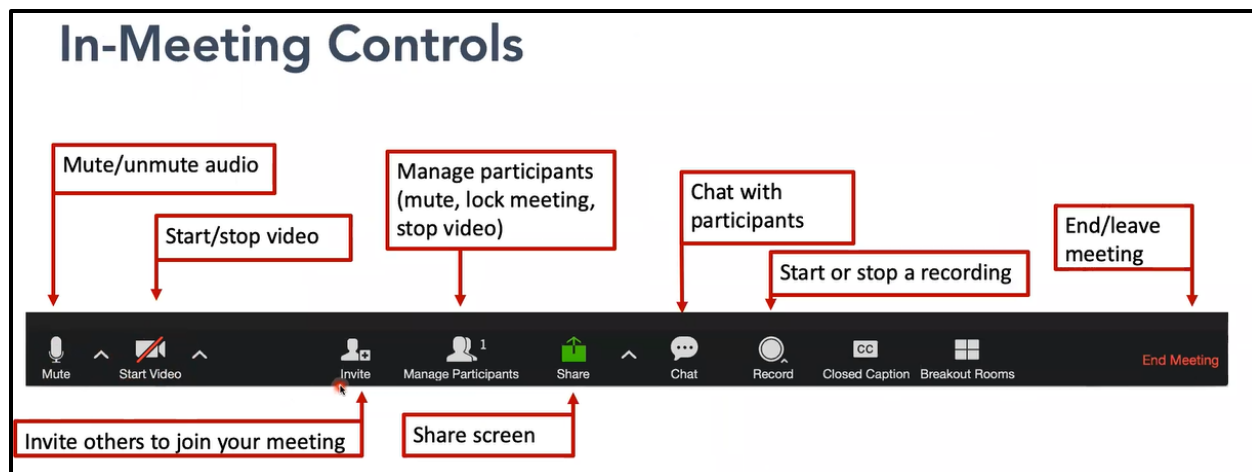 In-Meeting Controls
Mute/unmute audio
Start/stop video
Manage participants
(mute, lock meeting,
stop video)
Chat with
participants
Start or stop a recording
End/leave
meeting
Mute
Start Video
Invite
Manage Participants
1
Share
Chat
Record
CC
Closed Caption
Breakout Rooms
End Meeting
Invite others to join your meeting
Share screen